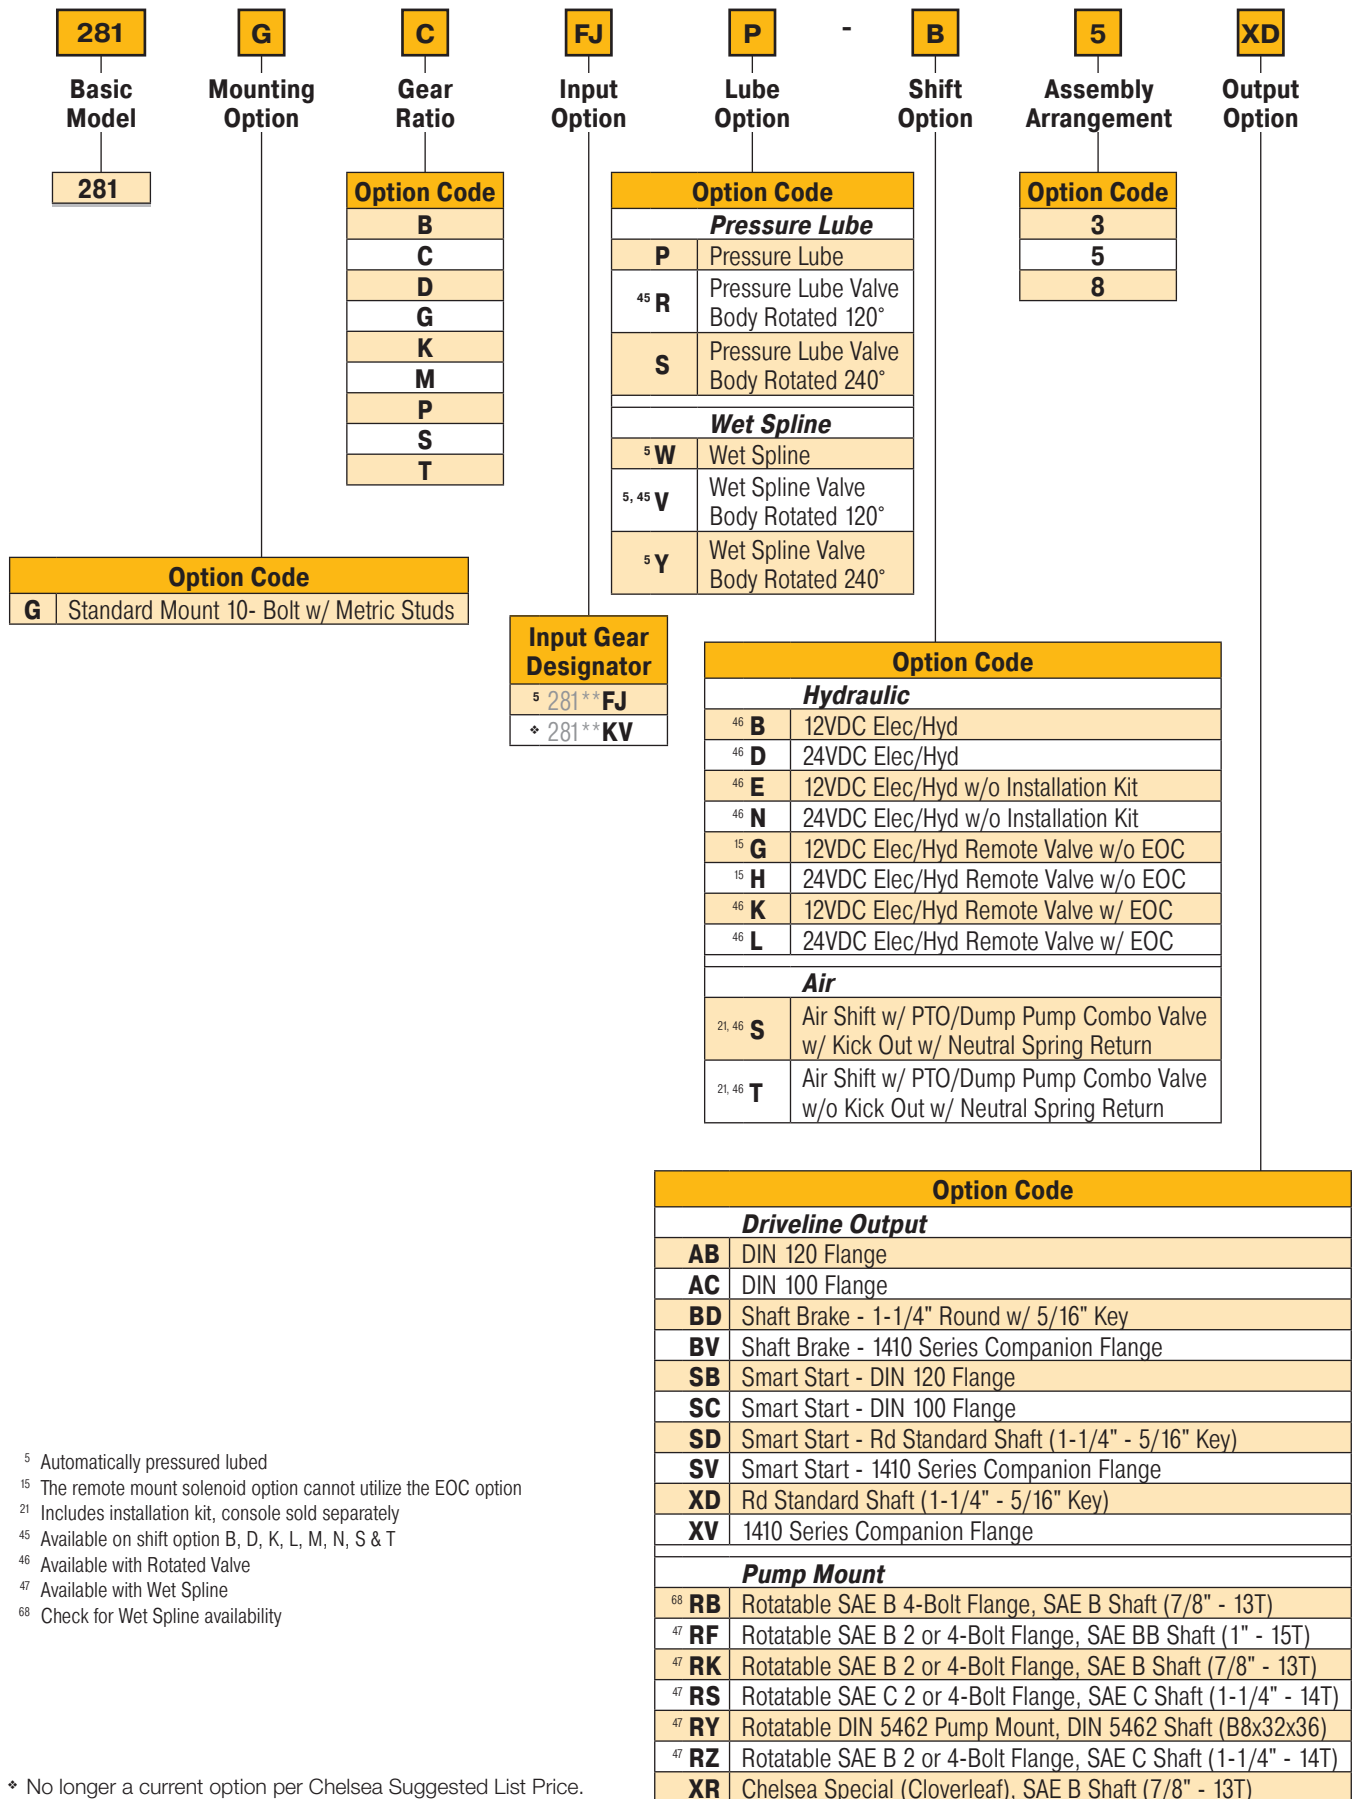 281 G C FJ P - B 5 XD
Basic Model
Mounting Option
Gear Ratio
Input Option
Lube Option
Shift Option
Assembly Arrangement
Output Option
281
Option Code
B
C
D
G
K
M
P
S
T
Option Code
Pressure Lube
P Pressure Lube
45 R Pressure Lube Valve
Body Rotated 120°
S Pressure Lube Valve
Body Rotated 240°
Wet Spline
5 W Wet Spline
5, 45 V Wet Spline Valve
Body Rotated 120°
5 Y Wet Spline Valve
Body Rotated 240°
Option Code
3
5
8
Option Code
G Standard Mount 10- Bolt w/ Metric Studs
Input Gear
Designator
5 281**FJ
❖ 281**KV
Option Code
Hydraulic
46 B 12VDC Elec/Hyd
46 D 24VDC Elec/Hyd
46 E 12VDC Elec/Hyd w/o Installation Kit
46 N 24VDC Elec/Hyd w/o Installation Kit
15 G 12VDC Elec/Hyd Remote Valve w/o EOC
15 H 24VDC Elec/Hyd Remote Valve w/o EOC
46 K 12VDC Elec/Hyd Remote Valve w/ EOC
46 L 24VDC Elec/Hyd Remote Valve w/ EOC
Air
21, 46 S Air Shift w/ PTO/Dump Pump Combo Valve
w/ Kick Out w/ Neutral Spring Return
21, 46 T Air Shift w/ PTO/Dump Pump Combo Valve
w/o Kick Out w/ Neutral Spring Return
Option Code
Driveline Output
AB DIN 120 Flange
AC DIN 100 Flange
BD Shaft Brake - 1-1/4" Round w/ 5/16" Key
BV Shaft Brake - 1410 Series Companion Flange
SB Smart Start - DIN 120 Flange
SC Smart Start - DIN 100 Flange
SD Smart Start - Rd Standard Shaft (1-1/4" - 5/16" Key)
SV Smart Start - 1410 Series Companion Flange
XD Rd Standard Shaft (1-1/4" - 5/16" Key)
XV 1410 Series Companion Flange
Pump Mount
68 RB Rotatable SAE B 4-Bolt Flange, SAE B Shaft (7/8" - 13T)
47 RF Rotatable SAE B 2 or 4-Bolt Flange, SAE BB Shaft (1" - 15T)
47 RK Rotatable SAE B 2 or 4-Bolt Flange, SAE B Shaft (7/8" - 13T)
47 RS Rotatable SAE C 2 or 4-Bolt Flange, SAE C Shaft (1-1/4" - 14T)
47 RY Rotatable DIN 5462 Pump Mount, DIN 5462 Shaft (B8x32x36)
47 RZ Rotatable SAE B 2 or 4-Bolt Flange, SAE C Shaft (1-1/4" - 14T)
XR Chelsea Special (Cloverleaf), SAE B Shaft (7/8" - 13T)
5 Automatically pressured lubed
15 The remote mount solenoid option cannot utilize the EOC option
21 Includes installation kit, console sold separately
45 Available on shift option B, D, K, L, M, N, S & T
46 Available with Rotated Valve
47 Available with Wet Spline
68 Check for Wet Spline availability
❖ No longer a current option per Chelsea Suggested List Price.